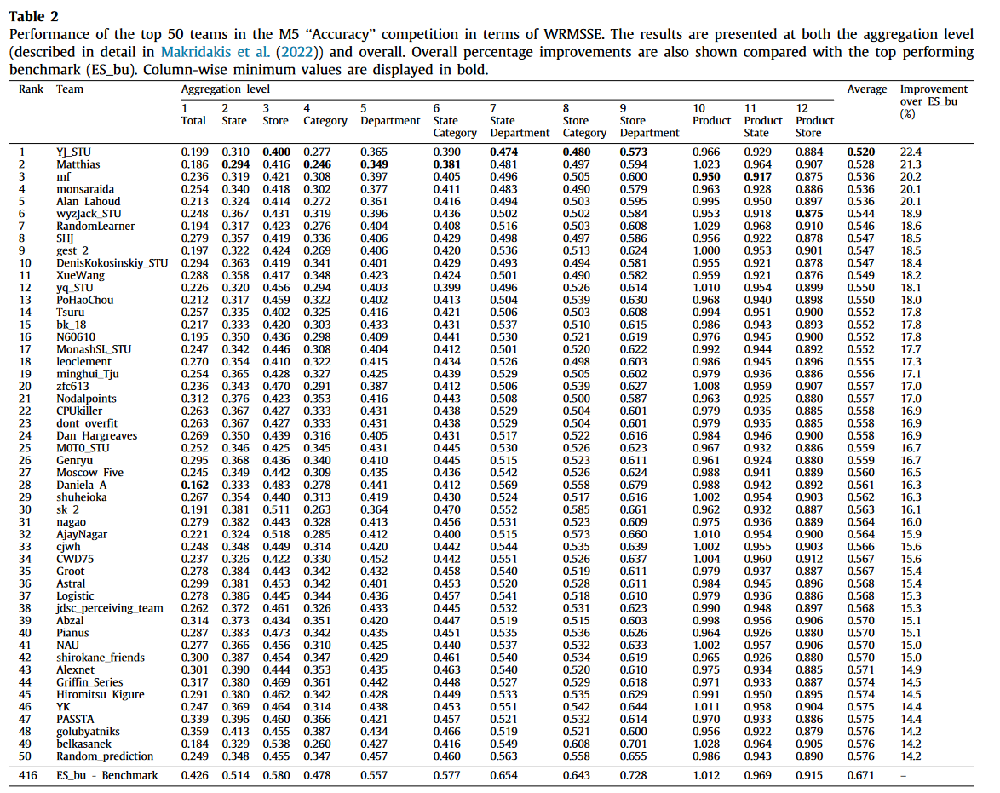 Table 2
Performance of the top 50 teams in the M5 “Accuracy” competition in terms of WRMSSE. The results are presented at both the aggregation level
(described in detail in Makridakis et al. (2022)) and overall. Overall percentage improvements are also shown compared with the top performing
benchmark (ES_bu). Column-wise minimum values are displayed in bold.
Rank Team Aggregation level Average Improvement over ES_bu (%)
1 Total 2 State 3 Store 4 Category 5 Department 6 State Category 7 State Department 8 Store Category 9 Store Department 10 Product 11 Product State 12 Product Store
1 YJ_STU 0.199 0.310 0.400 0.277 0.365 0.390 0.474 0.480 0.573 0.966 0.929 0.884 0.520 22.4
2 Matthias 0.186 0.294 0.416 0.246 0.349 0.381 0.481 0.497 0.594 1.023 0.964 0.907 0.528 21.3
3 mf 0.236 0.319 0.421 0.308 0.397 0.405 0.496 0.505 0.600 0.950 0.917 0.875 0.536 20.2
4 monsaraida 0.254 0.340 0.418 0.302 0.377 0.411 0.483 0.490 0.579 0.963 0.928 0.886 0.536 20.1
5 Alan Lahoud 0.213 0.324 0.414 0.272 0.361 0.416 0.494 0.503 0.595 0.995 0.950 0.897 0.536 20.1
6 wyzJack_STU 0.248 0.367 0.431 0.319 0.396 0.436 0.502 0.502 0.584 0.953 0.918 0.875 0.544 18.9
7 RandomLearner 0.194 0.317 0.423 0.276 0.404 0.408 0.516 0.503 0.608 1.029 0.968 0.910 0.546 18.6
8 SHJ 0.279 0.357 0.419 0.336 0.406 0.429 0.498 0.497 0.586 0.956 0.922 0.878 0.547 18.5
9 gest 2 0.197 0.322 0.424 0.269 0.406 0.420 0.536 0.513 0.624 1.000 0.953 0.901 0.547 18.5
10 DenisKokosinskiy_STU 0.294 0.363 0.419 0.341 0.401 0.429 0.493 0.494 0.581 0.955 0.921 0.878 0.547 18.4
11 XueWang 0.288 0.358 0.417 0.348 0.423 0.424 0.501 0.490 0.582 0.959 0.921 0.876 0.549 18.2
12 yq_STU 0.226 0.320 0.456 0.294 0.403 0.399 0.496 0.526 0.614 1.010 0.954 0.899 0.550 18.1
13 PoHaoChou 0.212 0.317 0.459 0.322 0.402 0.413 0.504 0.539 0.630 0.968 0.940 0.898 0.550 18.0
14 Tsuru 0.257 0.335 0.402 0.325 0.416 0.421 0.506 0.503 0.608 0.994 0.951 0.900 0.552 17.8
15 bk_18 0.217 0.333 0.420 0.303 0.433 0.431 0.537 0.510 0.615 0.986 0.943 0.893 0.552 17.8
16 N60610 0.195 0.350 0.436 0.298 0.409 0.441 0.530 0.521 0.619 0.976 0.945 0.900 0.552 17.8
17 MonashSL_STU 0.247 0.342 0.446 0.308 0.404 0.412 0.501 0.520 0.622 0.992 0.944 0.892 0.552 17.7
18 leoclement 0.270 0.354 0.410 0.322 0.415 0.434 0.526 0.498 0.603 0.986 0.945 0.896 0.555 17.3
19 minghui_Tju 0.254 0.365 0.428 0.327 0.425 0.439 0.529 0.505 0.602 0.979 0.936 0.886 0.556 17.1
20 zfc613 0.236 0.343 0.470 0.291 0.387 0.412 0.506 0.539 0.627 1.008 0.959 0.907 0.557 17.0
21 Nodalpoints 0.312 0.376 0.423 0.353 0.416 0.443 0.508 0.500 0.587 0.963 0.925 0.880 0.557 17.0
22 CPUkiller 0.263 0.367 0.427 0.333 0.431 0.438 0.529 0.504 0.601 0.979 0.935 0.885 0.558 16.9
23 dont overfit 0.263 0.367 0.427 0.333 0.431 0.438 0.529 0.504 0.601 0.979 0.935 0.885 0.558 16.9
24 Dan Hargreaves 0.269 0.350 0.439 0.316 0.405 0.431 0.517 0.522 0.616 0.984 0.946 0.900 0.558 16.9
25 M0T0_STU 0.252 0.346 0.425 0.345 0.431 0.445 0.530 0.526 0.623 0.967 0.932 0.886 0.559 16.7
26 Genryu 0.295 0.368 0.436 0.340 0.410 0.445 0.515 0.523 0.611 0.961 0.924 0.880 0.559 16.7
27 Moscow Five 0.245 0.349 0.442 0.309 0.435 0.436 0.542 0.526 0.624 0.988 0.941 0.889 0.560 16.5
28 Daniela A 0.162 0.333 0.483 0.278 0.441 0.412 0.569 0.558 0.679 0.988 0.942 0.892 0.561 16.3
29 shuheioka 0.267 0.354 0.440 0.313 0.419 0.430 0.524 0.517 0.616 1.002 0.954 0.903 0.562 16.3
30 sk 2 0.191 0.381 0.511 0.263 0.364 0.470 0.552 0.585 0.661 0.962 0.932 0.887 0.563 16.1
31 nagao 0.279 0.382 0.443 0.328 0.413 0.456 0.531 0.523 0.609 0.975 0.936 0.889 0.564 16.0
32 AjayNagar 0.221 0.324 0.518 0.285 0.412 0.400 0.515 0.573 0.660 1.010 0.954 0.900 0.564 15.9
33 cjwh 0.248 0.348 0.449 0.314 0.420 0.442 0.544 0.535 0.639 1.002 0.955 0.903 0.566 15.6
34 CWD75 0.237 0.326 0.422 0.330 0.452 0.442 0.551 0.526 0.637 1.004 0.960 0.912 0.567 15.4
35 Groot 0.278 0.384 0.443 0.342 0.432 0.458 0.540 0.519 0.611 0.979 0.937 0.887 0.567 15.4
36 Astral 0.299 0.381 0.453 0.342 0.401 0.453 0.520 0.528 0.611 0.984 0.945 0.896 0.568 15.4
37 Logistic 0.278 0.386 0.445 0.344 0.436 0.457 0.541 0.518 0.610 0.979 0.936 0.886 0.568 15.3
38 jdsc_perceiving_team 0.262 0.372 0.461 0.326 0.433 0.445 0.532 0.531 0.623 0.990 0.948 0.897 0.568 15.3
39 Abzal 0.314 0.373 0.434 0.351 0.420 0.447 0.519 0.515 0.603 0.998 0.956 0.906 0.570 15.1
40 Pianus 0.287 0.383 0.473 0.342 0.435 0.451 0.535 0.536 0.626 0.964 0.926 0.880 0.570 15.1
41 NAU 0.277 0.366 0.456 0.310 0.425 0.440 0.537 0.532 0.633 1.002 0.957 0.906 0.570 15.0
42 shirokane_friends 0.300 0.387 0.454 0.347 0.429 0.461 0.540 0.534 0.619 0.965 0.926 0.880 0.570 15.0
43 Alexnet 0.301 0.390 0.444 0.353 0.435 0.463 0.540 0.520 0.610 0.975 0.934 0.885 0.571 14.9
44 Griffin_Series 0.317 0.380 0.469 0.361 0.442 0.448 0.527 0.529 0.618 0.971 0.933 0.887 0.574 14.5
45 Hiromitsu Kigure 0.291 0.380 0.462 0.342 0.428 0.449 0.533 0.535 0.629 0.991 0.950 0.895 0.574 14.5
46 YK 0.247 0.369 0.464 0.314 0.438 0.453 0.551 0.542 0.644 1.011 0.958 0.904 0.575 14.4
47 PASSTA 0.339 0.396 0.460 0.366 0.421 0.457 0.521 0.532 0.614 0.970 0.933 0.886 0.575 14.4
48 golubyatniks 0.359 0.413 0.455 0.387 0.434 0.466 0.519 0.521 0.600 0.956 0.922 0.879 0.576 14.2
49 belkasanek 0.184 0.329 0.538 0.260 0.427 0.416 0.549 0.608 0.701 1.028 0.964 0.905 0.576 14.2
50 Random_prediction 0.249 0.348 0.455 0.347 0.457 0.460 0.563 0.558 0.655 0.986 0.943 0.890 0.576 14.2
416 ES_bu - Benchmark 0.426 0.514 0.580 0.478 0.557 0.577 0.654 0.643 0.728 1.012 0.969 0.915 0.671 –